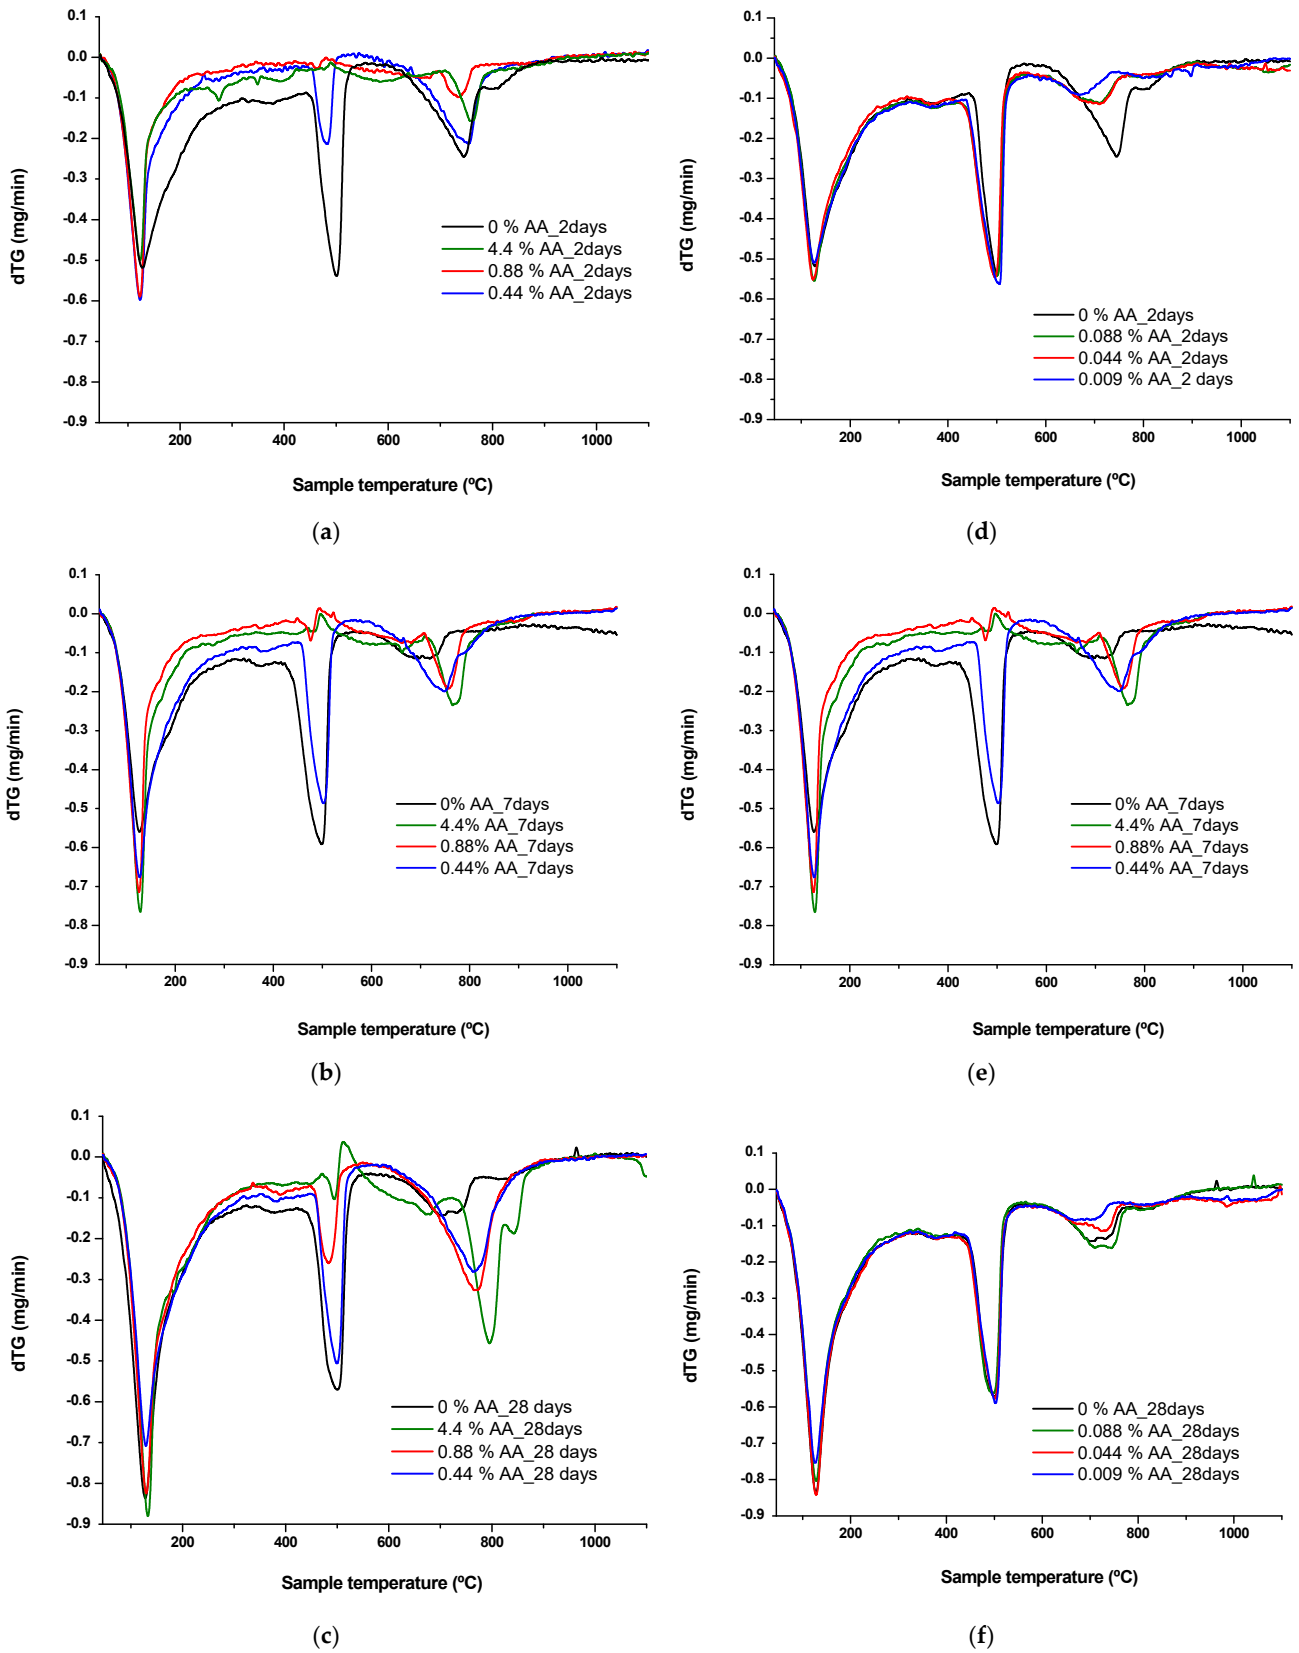 0.1
0.0
-0.1
-0.2
-0.3
-0.4
-0.5
-0.6
-0.7
-0.8
-0.9
dTG (mg/min)
0 % AA_2days
4.4 % AA_2days
0.88 % AA_2days
0.44 % AA_2days
200 400 600 800 1000
Sample temperature (ºC)
(a)
0.1
0.0
-0.1
-0.2
-0.3
-0.4
-0.5
-0.6
-0.7
-0.8
-0.9
dTG (mg/min)
0 % AA_2days
0.088 % AA_2days
0.044 % AA_2days
0.009 % AA_2 days
200 400 600 800 1000
Sample temperature (ºC)
(d)
0.1
0.0
-0.1
-0.2
-0.3
-0.4
-0.5
-0.6
-0.7
-0.8
-0.9
dTG (mg/min)
0% AA_7days
4.4% AA_7days
0.88% AA_7days
0.44% AA_7days
200 400 600 800 1000
Sample temperature (ºC)
(b)
0.1
0.0
-0.1
-0.2
-0.3
-0.4
-0.5
-0.6
-0.7
-0.8
-0.9
dTG (mg/min)
0% AA_7days
4.4% AA_7days
0.88% AA_7days
0.44% AA_7days
200 400 600 800 1000
Sample temperature (ºC)
(e)
0.1
0.0
-0.1
-0.2
-0.3
-0.4
-0.5
-0.6
-0.7
-0.8
-0.9
dTG (mg/min)
0 % AA_28 days
4.4 % AA_28days
0.88 % AA_28 days
0.44 % AA_28 days
200 400 600 800 1000
Sample temperature (ºC)
(c)
0.1
0.0
-0.1
-0.2
-0.3
-0.4
-0.5
-0.6
-0.7
-0.8
-0.9
dTG (mg/min)
0 % AA_28days
0.088 % AA_28days
0.044 % AA_28days
0.009 % AA_28days
200 400 600 800 1000
Sample temperature (ºC)
(f)